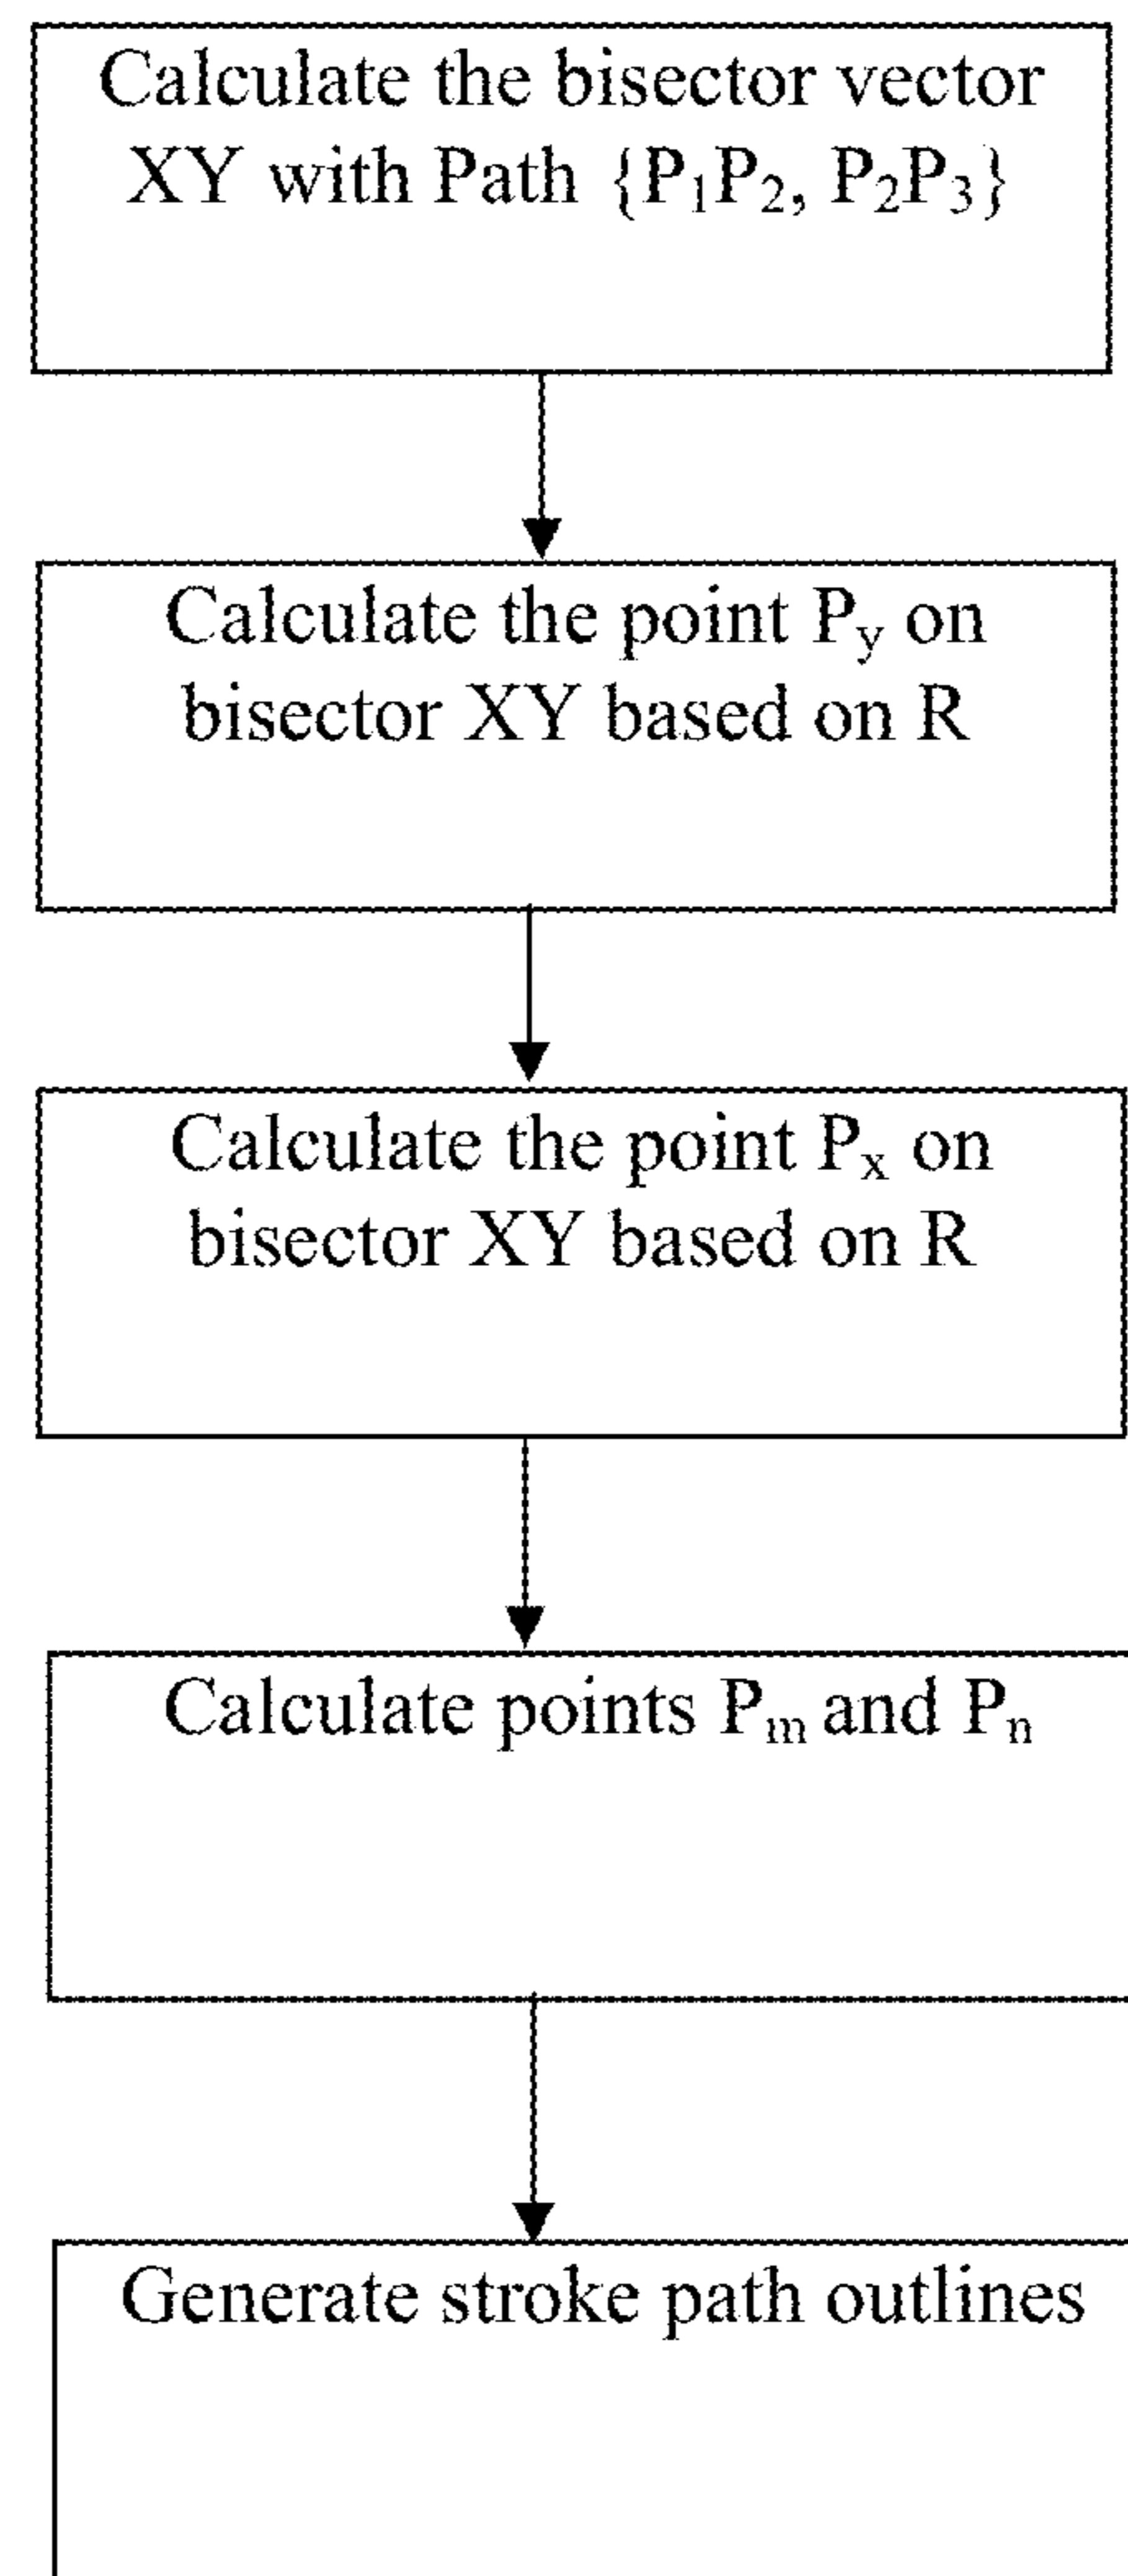 Calculate the bisector vector
XY with Path {P₁P₂, P₂P₃}
Calculate the point Pᵧ on
bisector XY based on R
Calculate the point Pₓ on
bisector XY based on R
Calculate points Pₘ and Pₙ
Generate stroke path outlines